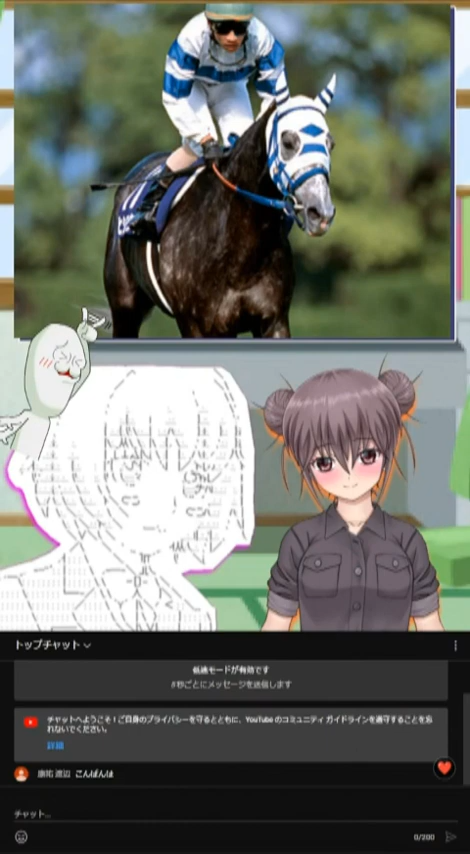 トップチャット
低速モードが有効です
#秒ごとにメッセージを送信します
チャットへようこそ！ご自身のプライバシーを守るとともに、YouTube のコミュニティ ガイドラインを遵守することを忘
れないでください。
詳細
渡辺 こんばんは
チャット...
0/200